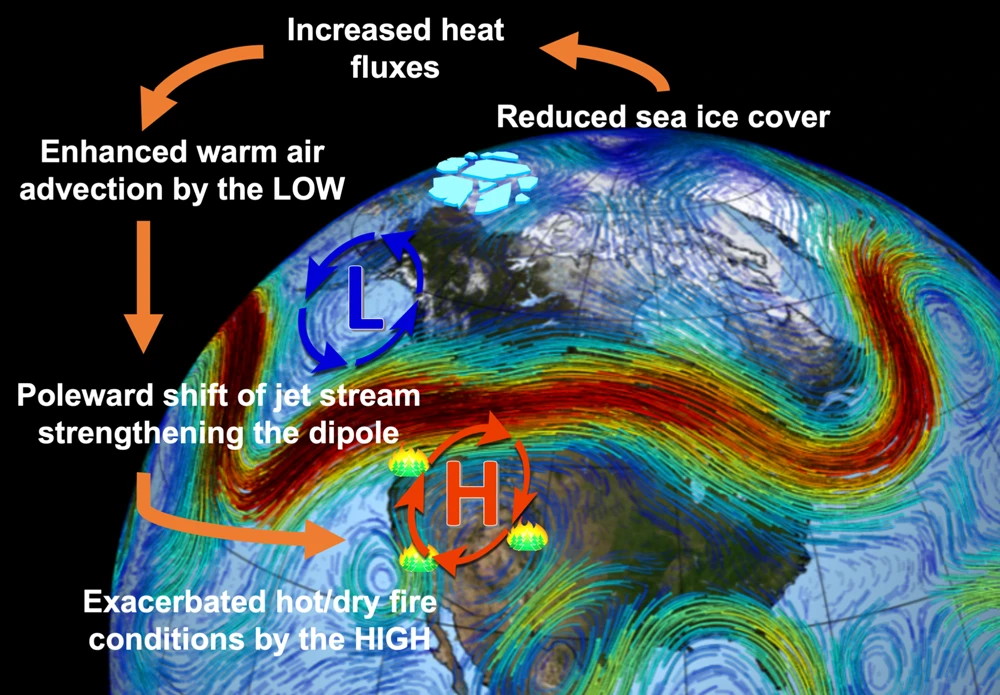 Increased heat
fluxes
Reduced sea ice cover
Enhanced warm air
advection by the LOW
L
Poleward shift of jet stream
strengthening the dipole
H
Exacerbated hot/dry fire
conditions by the HIGH